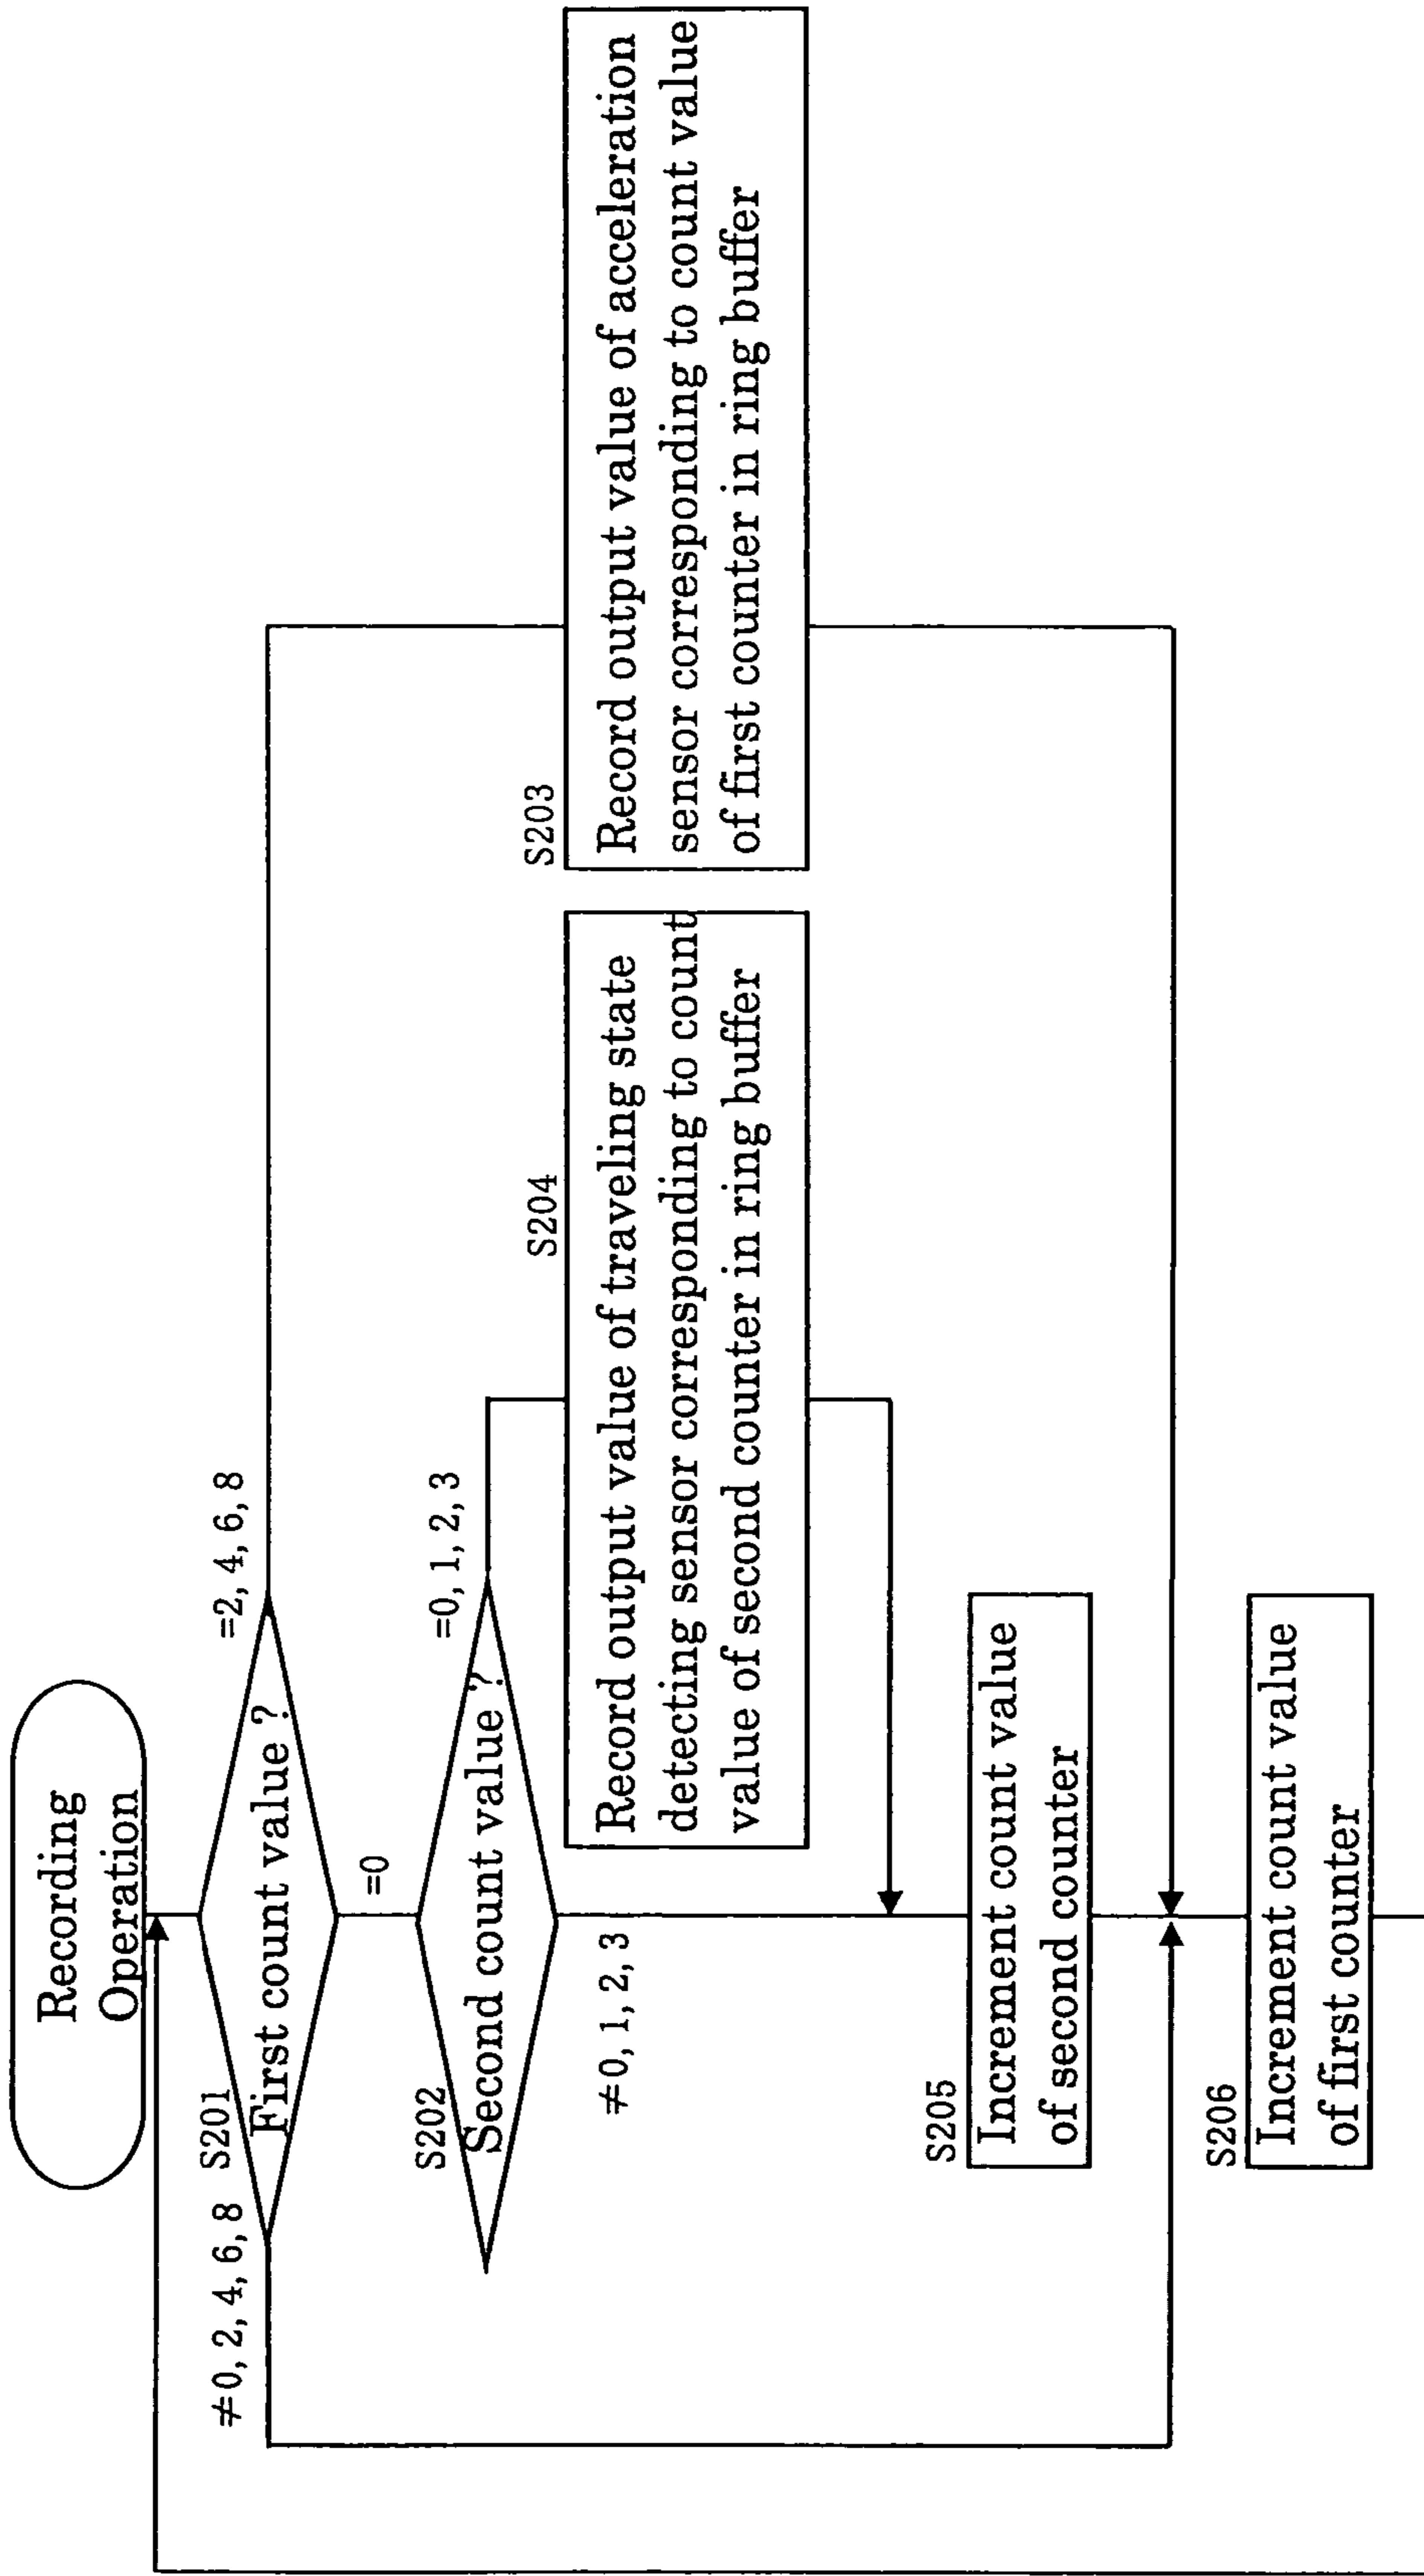 Recording
Operation
S201
First count value ?
≠0, 2, 4, 6, 8
=2, 4, 6, 8
=0
S202
Second count value ?
=0, 1, 2, 3
≠0, 1, 2, 3
S204
Record output value of traveling state
detecting sensor corresponding to count
value of second counter in ring buffer
S203
Record output value of acceleration
sensor corresponding to count value
of first counter in ring buffer
S205
Increment count value
of second counter
S206
Increment count value
of first counter